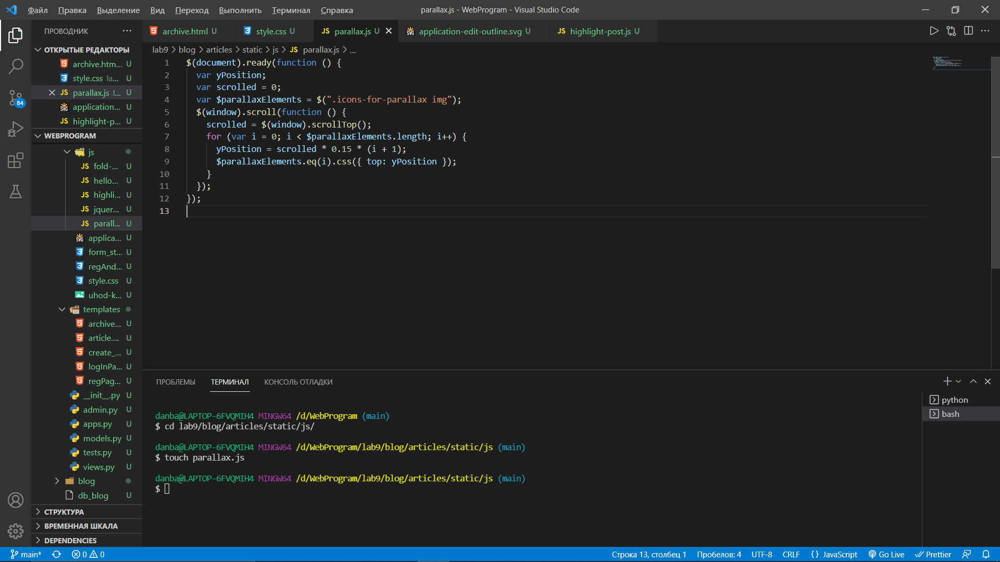 Файл Правка Выделение Вид Переход Выполнить Терминал Справка parallax.js - WebProgram - Visual Studio Code
ПРОВОДНИК
archive.html U style.css U JS parallax.js U application-edit-outline.svg U JS highlight-post.js U
lab9 > blog > articles > static > js > JS parallax.js > ...
ОТКРЫТЫЕ РЕДАКТОРЫ
archive.htm... U
style.css la... U
JS parallax.js l... U
application... U
JS highlight-p... U
84
WEBPROGRAM
js
JS fold-... U
JS hello... U
JS highli... U
JS jquer... U
JS parall... U
applica... U
form_st... U
regAnd... U
style.css U
uhod-k... U
templates
archive... U
article.... U
create_... U
logInPa... U
regPag... U
__init__.py U
admin.py U
apps.py U
models.py U
tests.py U
views.py U
blog
db_blog U
СТРУКТУРА
ВРЕМЕННАЯ ШКАЛА
DEPENDENCIES
1 $(document).ready(function () {
2 var yPosition;
3 var scrolled = 0;
4 var $parallaxElements = $(".icons-for-parallax img");
5 $(window).scroll(function () {
6 scrolled = $(window).scrollTop();
7 for (var i = 0; i < $parallaxElements.length; i++) {
8 yPosition = scrolled * 0.15 * (i + 1);
9 $parallaxElements.eq(i).css({ top: yPosition });
10 }
11 });
12 });
13
ПРОБЛЕМЫ ТЕРМИНАЛ КОНСОЛЬ ОТЛАДКИ
danba@LAPTOP-6FVQMIH4 MINGW64 /d/WebProgram (main)
$ cd lab9/blog/articles/static/js/
danba@LAPTOP-6FVQMIH4 MINGW64 /d/WebProgram/lab9/blog/articles/static/js (main)
$ touch parallax.js
danba@LAPTOP-6FVQMIH4 MINGW64 /d/WebProgram/lab9/blog/articles/static/js (main)
$
python
bash
main* 0 0 Строка 13, столбец 1 Пробелов: 4 UTF-8 CRLF {} JavaScript Go Live Prettier